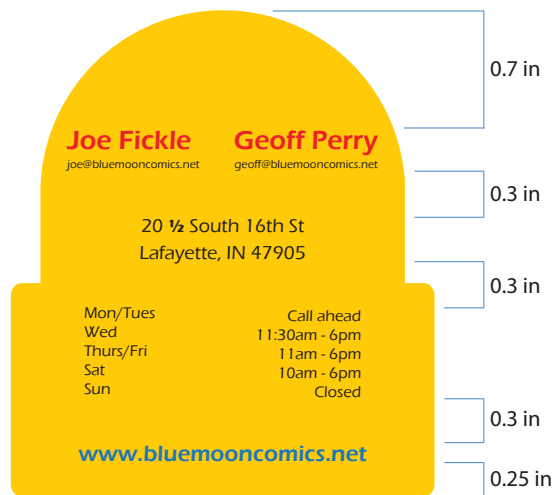 0.7 in
Joe Fickle Geoff Perry
joe@bluemooncomics.net geoff@bluemooncomics.net
0.3 in
20 ½ South 16th St
Lafayette, IN 47905
0.3 in
Mon/Tues Call ahead
Wed 11:30am - 6pm
Thurs/Fri 11am - 6pm
Sat 10am - 6pm
Sun Closed
0.3 in
www.bluemooncomics.net
0.25 in